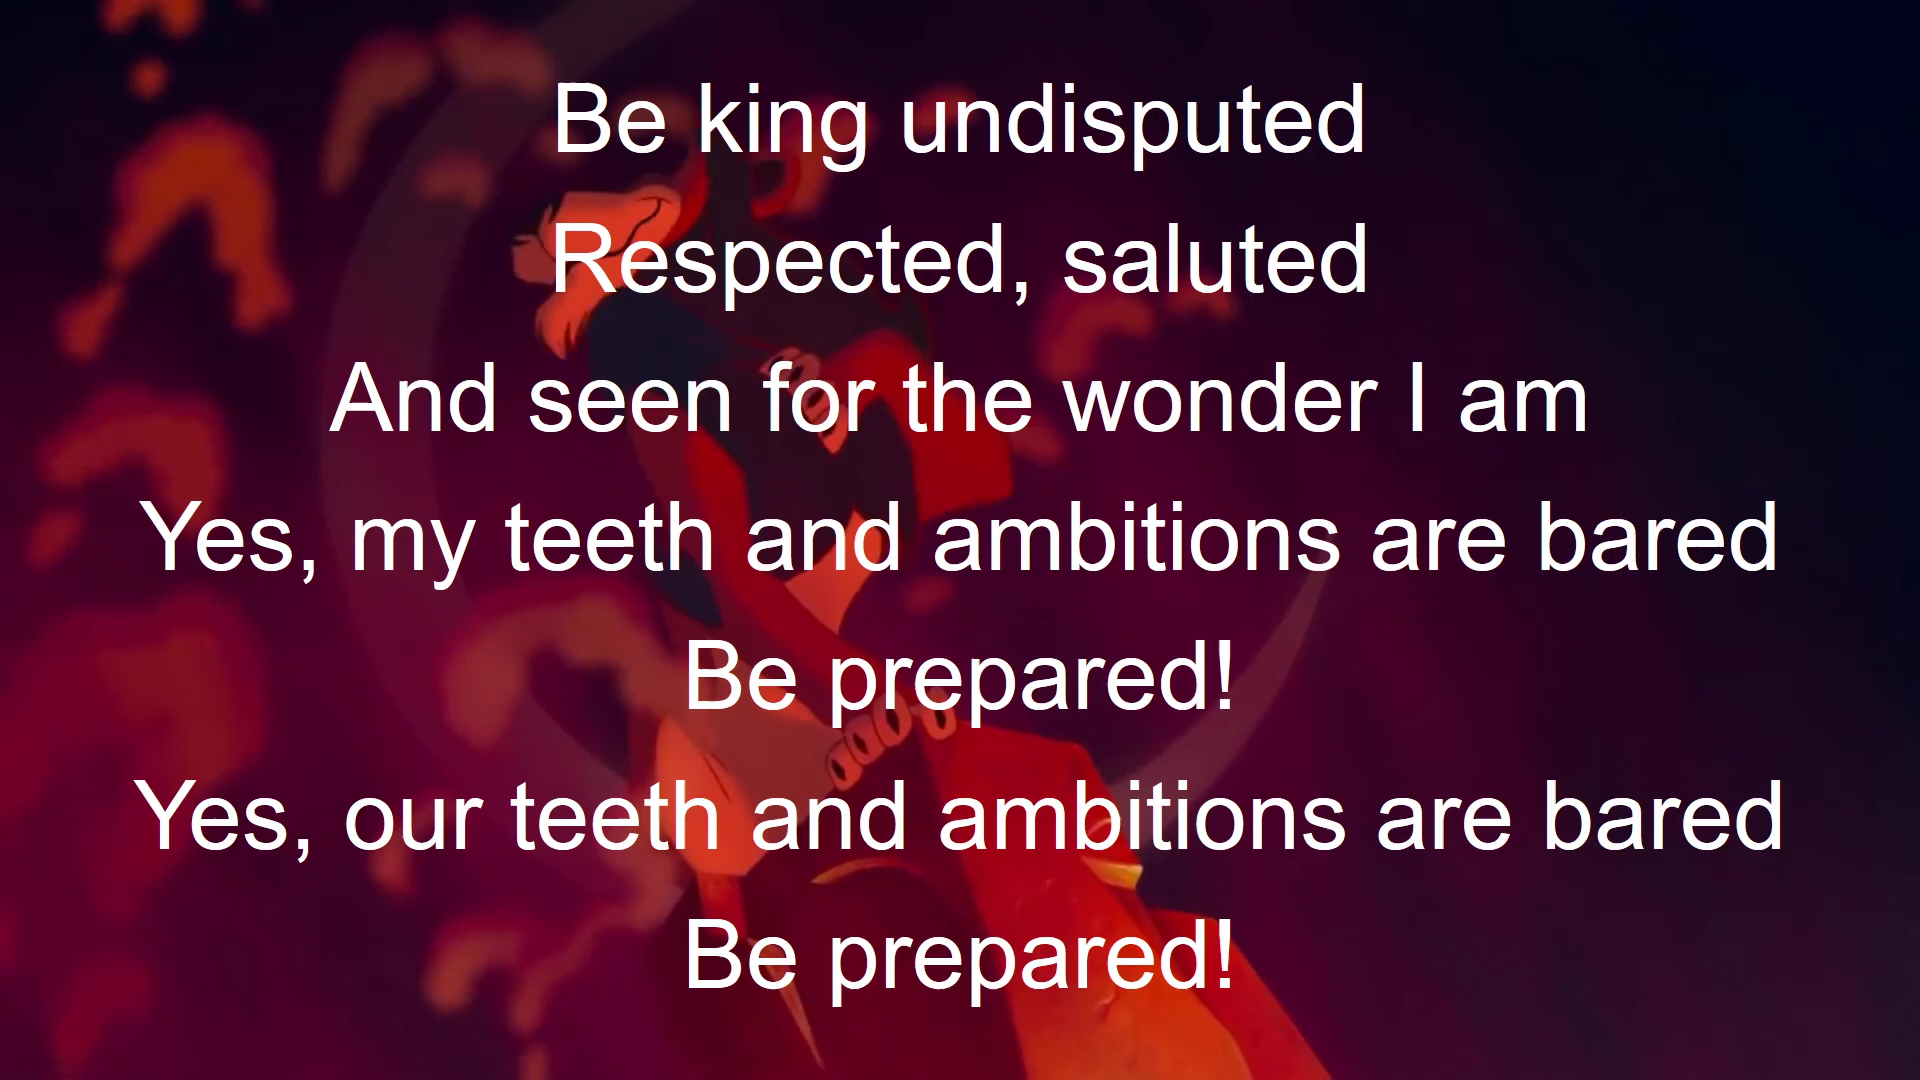 Be king undisputed
Respected, saluted
And seen for the wonder I am
Yes, my teeth and ambitions are bared
Be prepared!
Yes, our teeth and ambitions are bared
Be prepared!